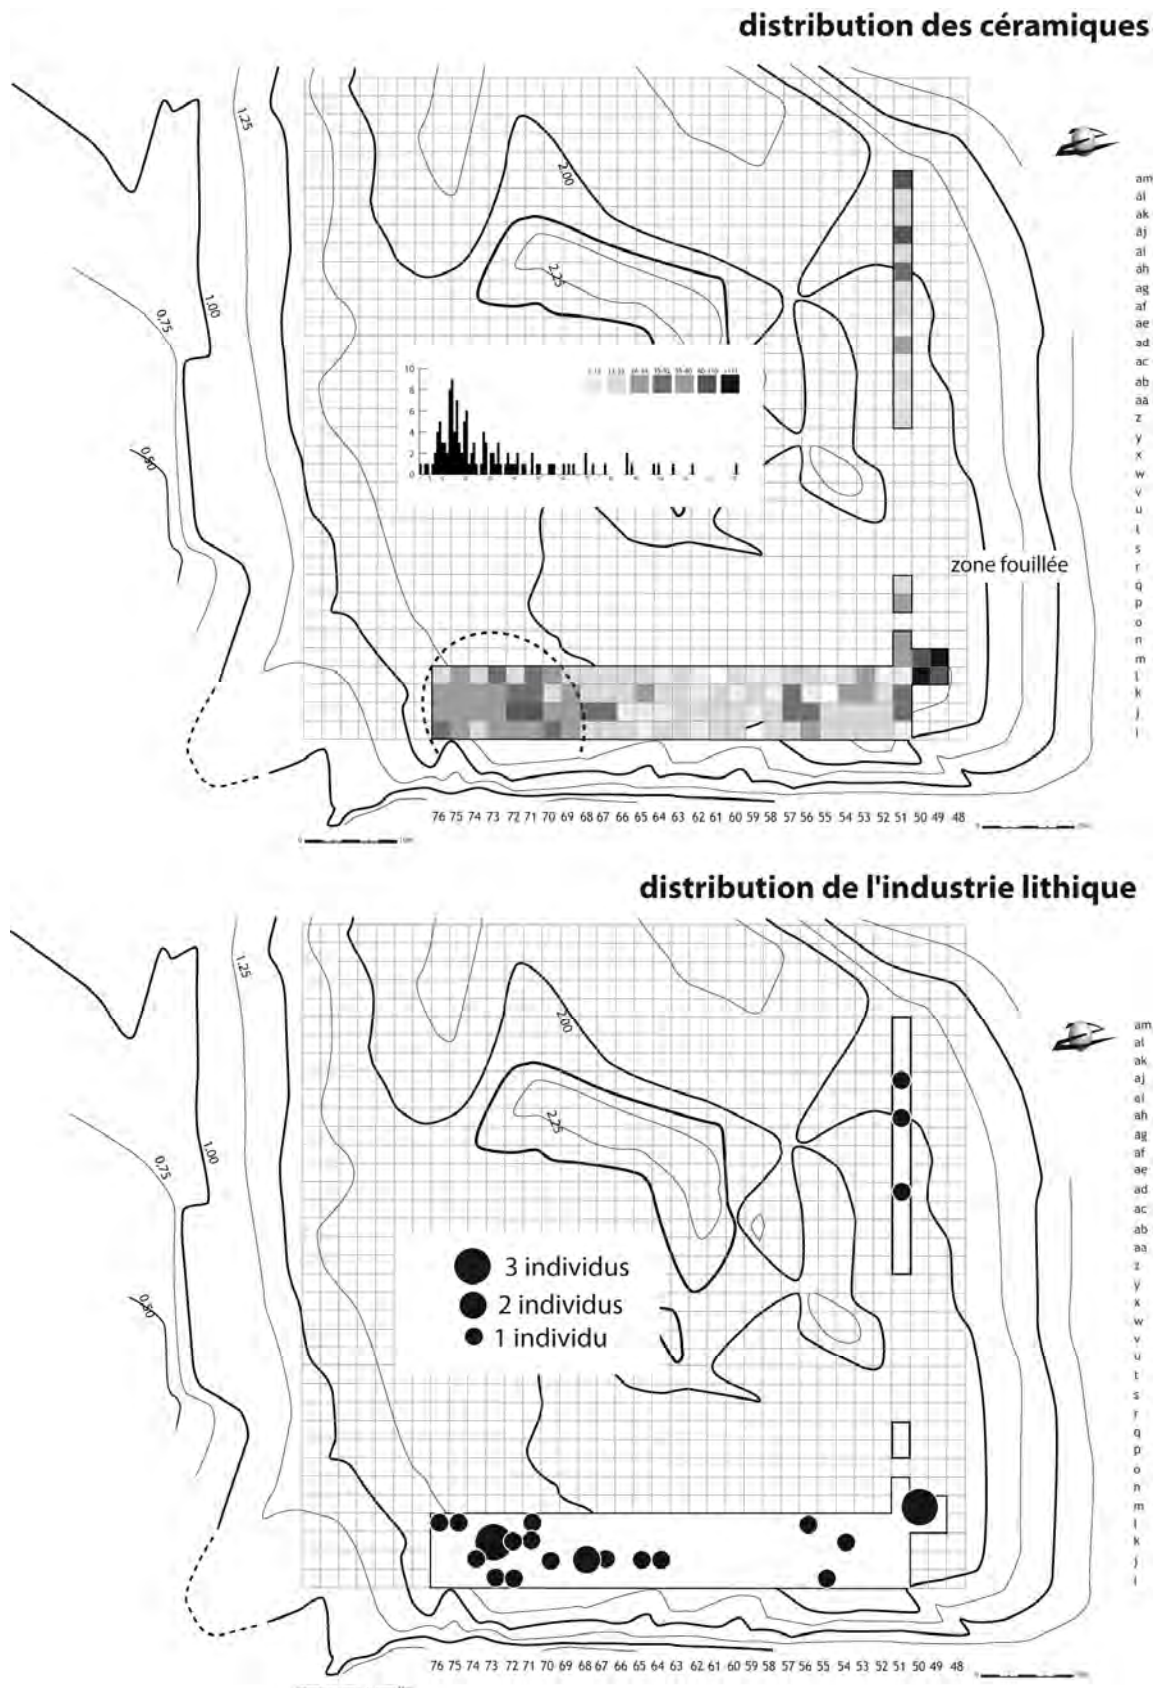 distribution des céramiques
1.25
2.00
am
al
ak
aj
ai
ah
ag
af
ae
ad
ac
ab
aa
z
y
x
w
v
u
t
s
r
q
p
o
n
m
l
k
j
i
2.25
1.00
0.75
10
8
6
4
2
0
0.50
zone fouillée
76 75 74 73 72 71 70 69 68 67 66 65 64 63 62 61 60 59 58 57 56 55 54 53 52 51 50 49 48
distribution de l'industrie lithique
1.25
2.00
am
al
ak
aj
ai
ah
ag
af
ae
ad
ac
ab
aa
z
y
x
w
v
u
t
s
r
q
p
o
n
m
l
k
j
i
2.25
1.00
0.75
3 individus
2 individus
1 individu
0.50
76 75 74 73 72 71 70 69 68 67 66 65 64 63 62 61 60 59 58 57 56 55 54 53 52 51 50 49 48